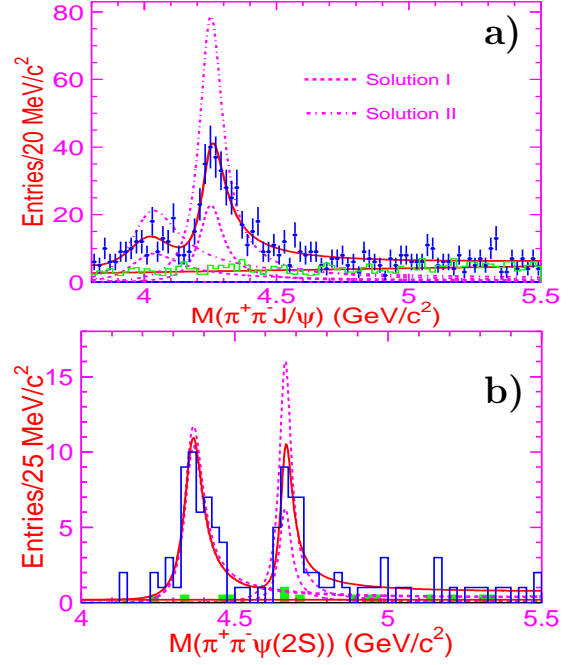 80
60
40
20
0
Entries/20 MeV/c²
a)
Solution I
Solution II
4
4.5
5
5.5
M(π⁺π⁻J/ψ) (GeV/c²)
15
10
5
0
Entries/25 MeV/c²
b)
4
4.5
5
5.5
M(π⁺π⁻ψ(2S)) (GeV/c²)